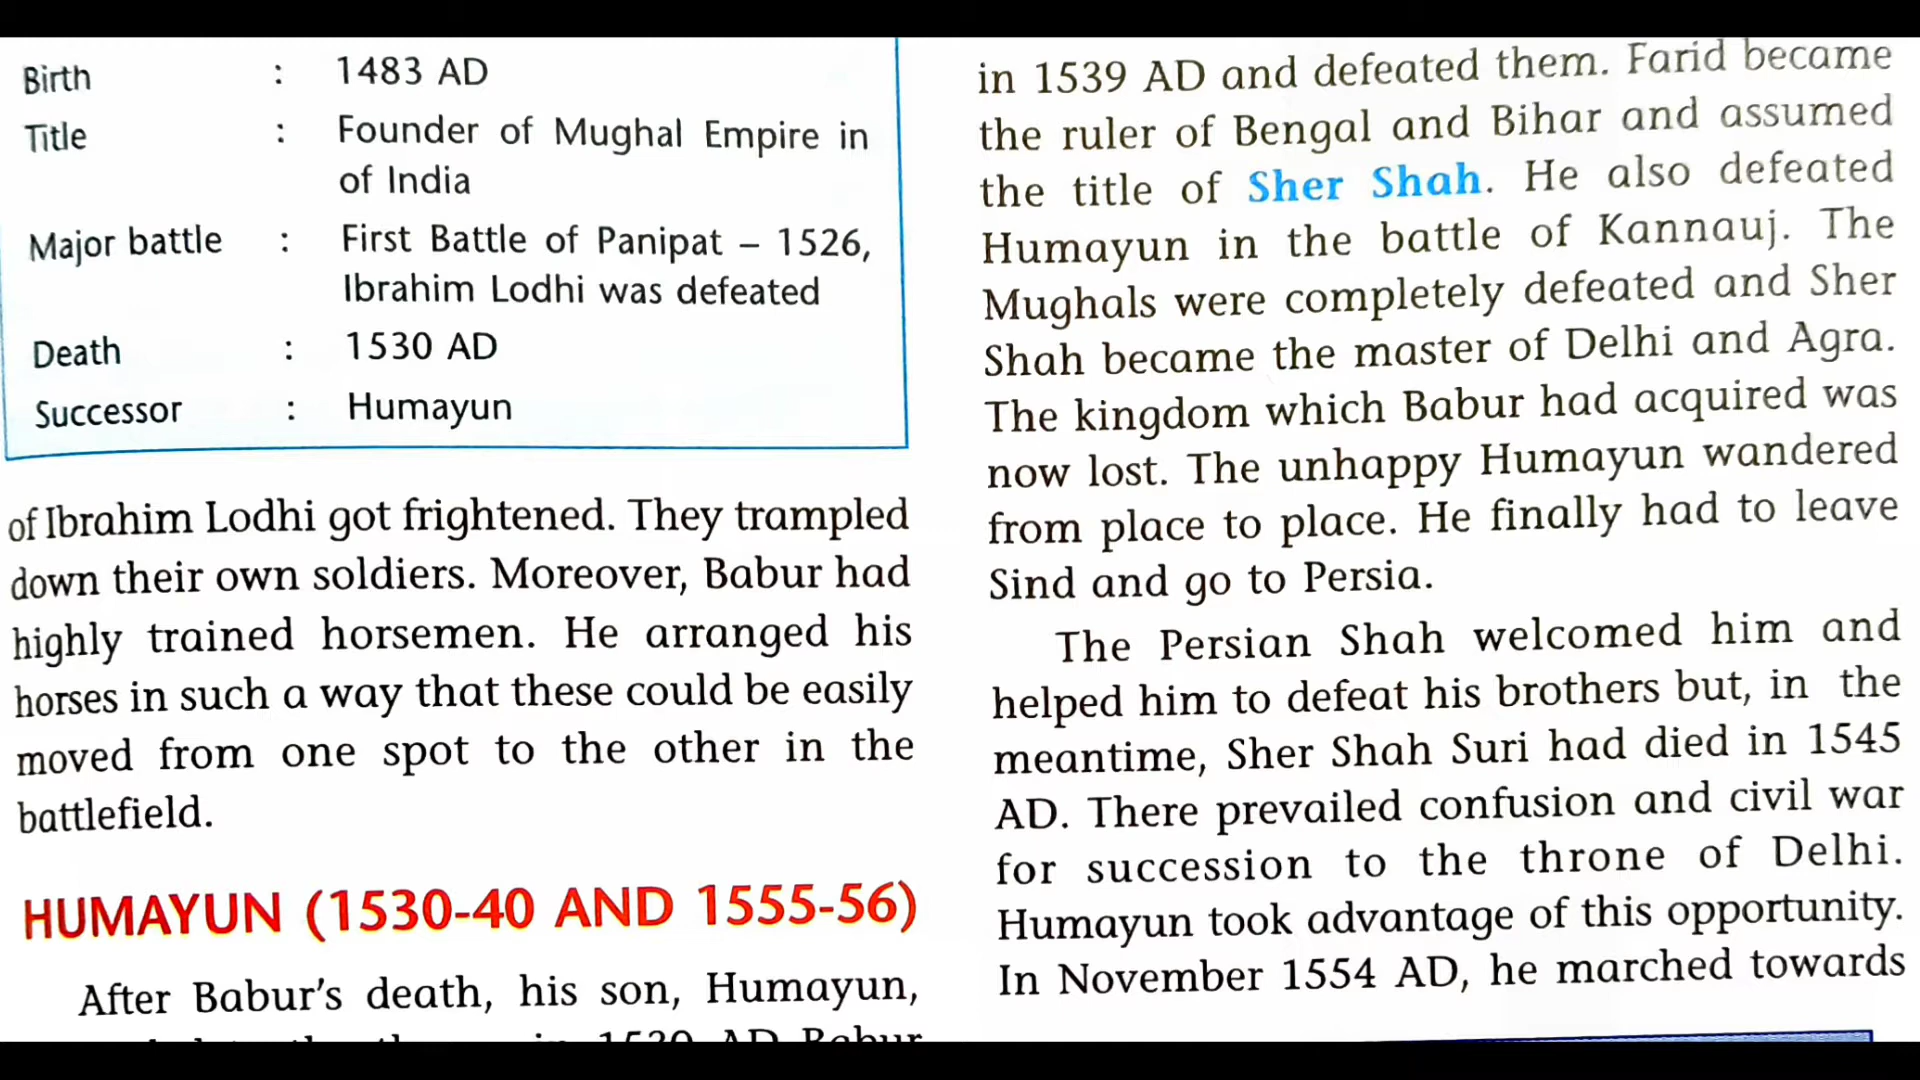 Birth : 1483 AD
Title : Founder of Mughal Empire in
of India
Major battle : First Battle of Panipat – 1526,
Ibrahim Lodhi was defeated
Death : 1530 AD
Successor : Humayun
of Ibrahim Lodhi got frightened. They trampled
down their own soldiers. Moreover, Babur had
highly trained horsemen. He arranged his
horses in such a way that these could be easily
moved from one spot to the other in the
battlefield.
HUMAYUN (1530-40 AND 1555-56)
After Babur's death, his son, Humayun,
in 1530 AD Babur
in 1539 AD and defeated them. Farid became
the ruler of Bengal and Bihar and assumed
the title of Sher Shah. He also defeated
Humayun in the battle of Kannauj. The
Mughals were completely defeated and Sher
Shah became the master of Delhi and Agra.
The kingdom which Babur had acquired was
now lost. The unhappy Humayun wandered
from place to place. He finally had to leave
Sind and go to Persia.
The Persian Shah welcomed him and
helped him to defeat his brothers but, in the
meantime, Sher Shah Suri had died in 1545
AD. There prevailed confusion and civil war
for succession to the throne of Delhi.
Humayun took advantage of this opportunity.
In November 1554 AD, he marched towards